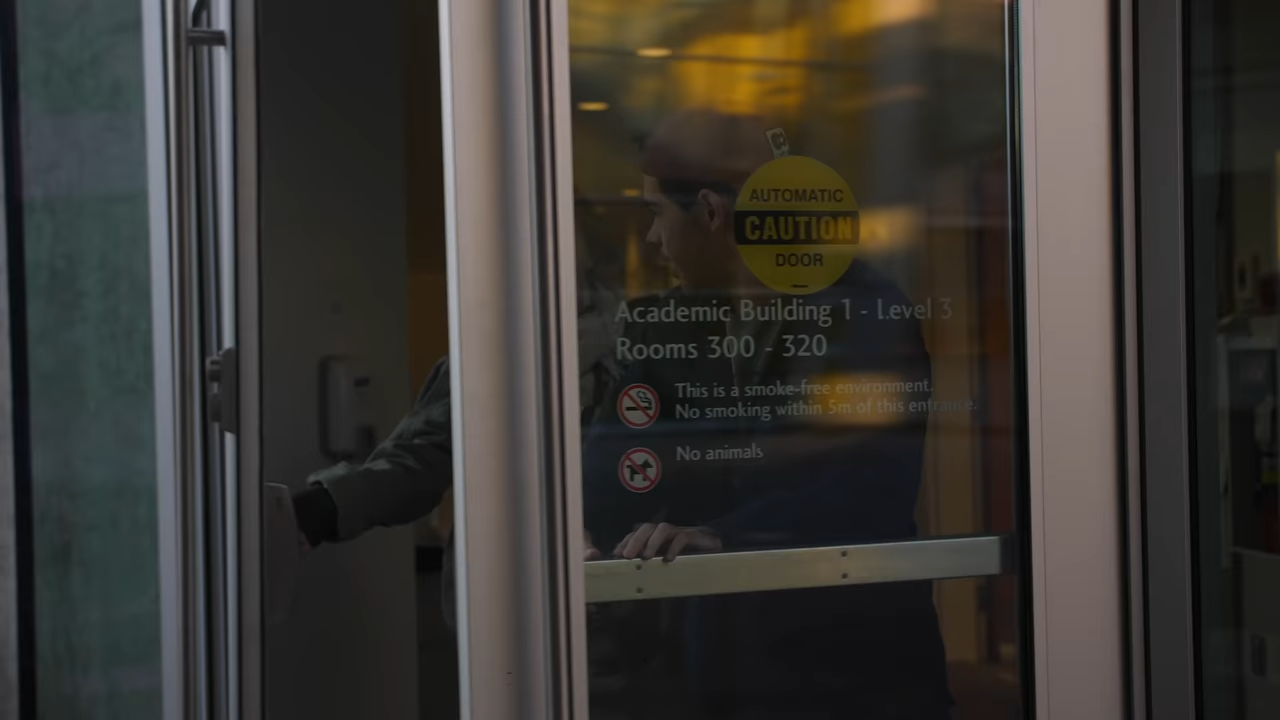 AUTOMATIC
CAUTION
DOOR
Academic Building 1 - Level 3
Rooms 300 - 320
This is a smoke-free environment.
No smoking within 5m of this entrance.
No animals